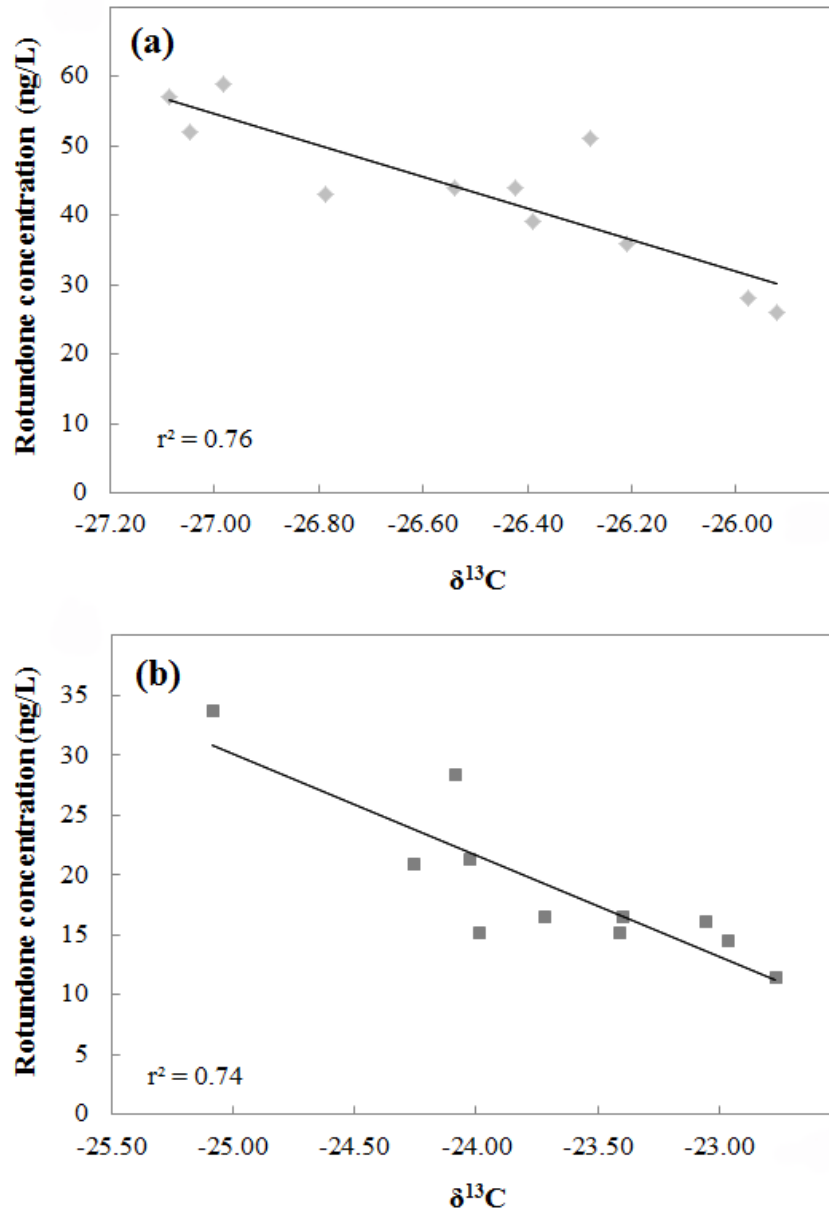 (a)
Rotundone concentration (ng/L)
60
50
40
30
20
10
0
r² = 0.76
-27.20 -27.00 -26.80 -26.60 -26.40 -26.20 -26.00
δ¹³C
(b)
Rotundone concentration (ng/L)
35
30
25
20
15
10
5
0
r² = 0.74
-25.50 -25.00 -24.50 -24.00 -23.50 -23.00
δ¹³C